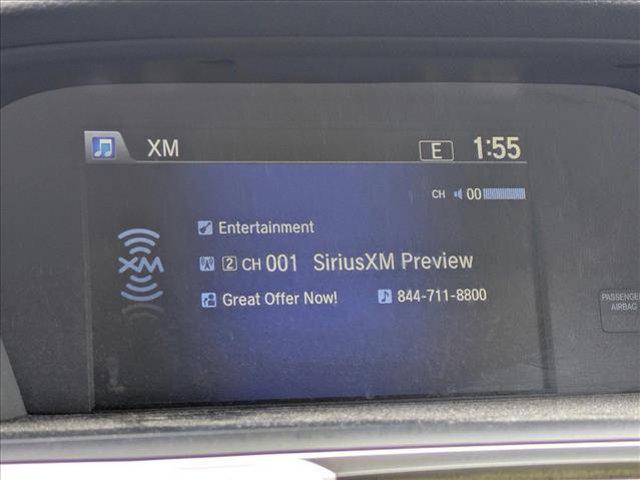 XM E 1:55
CH 00
Entertainment
XM
2 CH 001 SiriusXM Preview
Great Offer Now! 844-711-8800
PASSENGER
AIRBAG